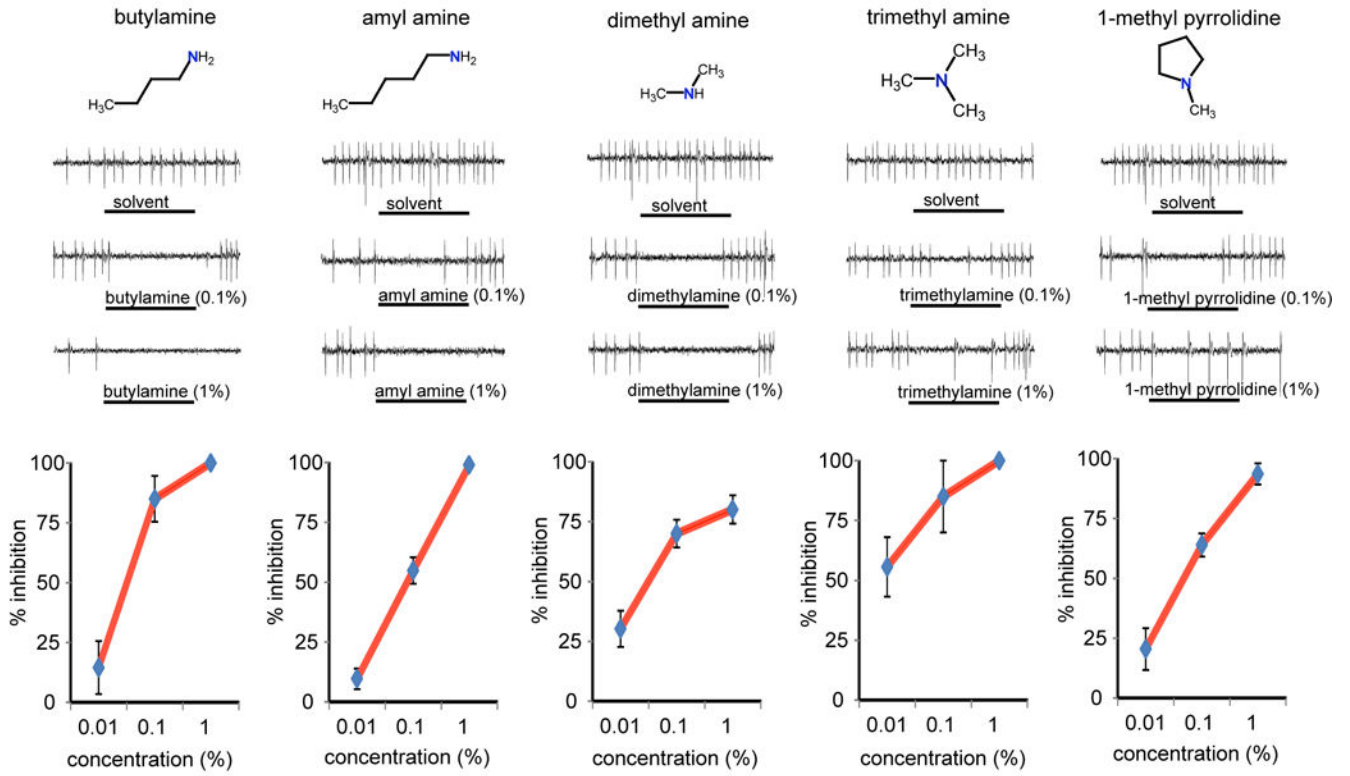 butylamine
amyl amine
dimethyl amine
trimethyl amine
1-methyl pyrrolidine
NH₂
H₃C
NH₂
H₃C
CH₃
H₃C
NH
CH₃
H₃C
N
CH₃
N
CH₃
solvent
solvent
solvent
solvent
solvent
butylamine (0.1%)
amyl amine (0.1%)
dimethylamine (0.1%)
trimethylamine (0.1%)
1-methyl pyrrolidine (0.1%)
butylamine (1%)
amyl amine (1%)
dimethylamine (1%)
trimethylamine (1%)
1-methyl pyrrolidine (1%)
% inhibition
100
75
50
25
0
0.01 0.1 1
concentration (%)
% inhibition
100
75
50
25
0
0.01 0.1 1
concentration (%)
% inhibition
100
75
50
25
0
0.01 0.1 1
concentration (%)
% inhibition
100
75
50
25
0
0.01 0.1 1
concentration (%)
% inhibition
100
75
50
25
0
0.01 0.1 1
concentration (%)